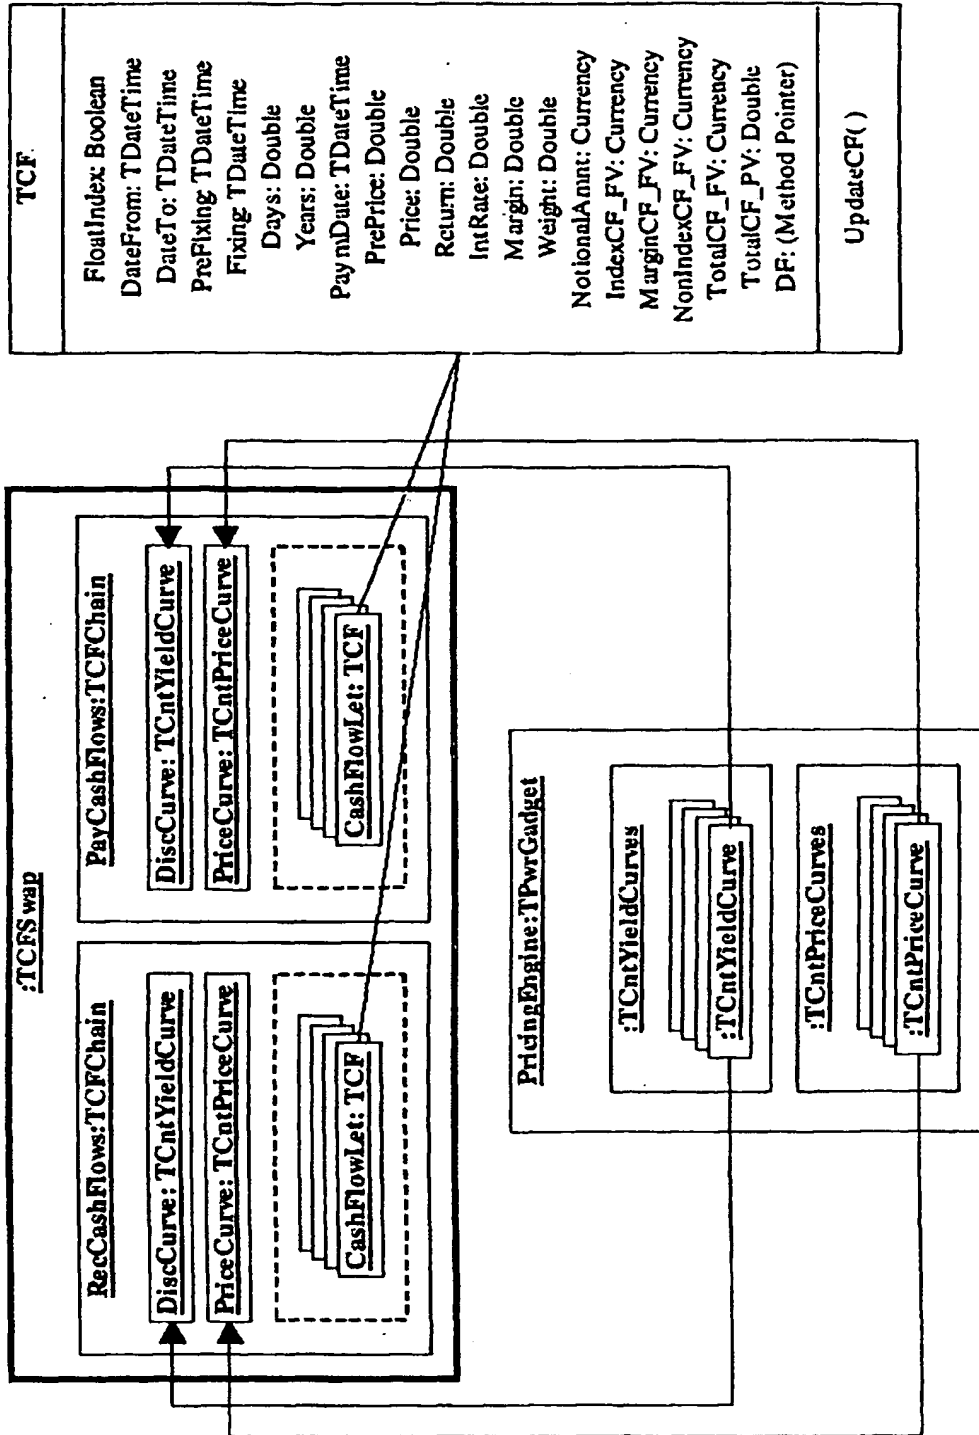 :TCFSwap
RecCashFlows:TCFChain
DiscCurve: TCntYieldCurve
PriceCurve: TCntPriceCurve
CashFlowLet: TCF
PayCashFlows:TCFChain
DiscCurve: TCntYieldCurve
PriceCurve: TCntPriceCurve
CashFlowLet: TCF
PricingEngine:TPwrGadget
:TCntYieldCurves
:TCntYieldCurve
:TCntPriceCurves
:TCntPriceCurve
TCF
FloatIndex: Boolean
DateFrom: TDateTime
DateTo: TDateTime
PreFixing: TDateTime
Fixing TDateTime
Days: Double
Years: Double
PaymDate: TDateTime
PrePrice: Double
Price: Double
Return: Double
IntRate: Double
Margin: Double
Weight: Double
NotionalAmnt: Currency
IndexCF_FV: Currency
MarginCF_FV: Currency
NonIndexCF_FV: Currency
TotalCF_FV: Currency
TotalCF_PV: Double
DF: (Method Pointer)
UpdateCF( )